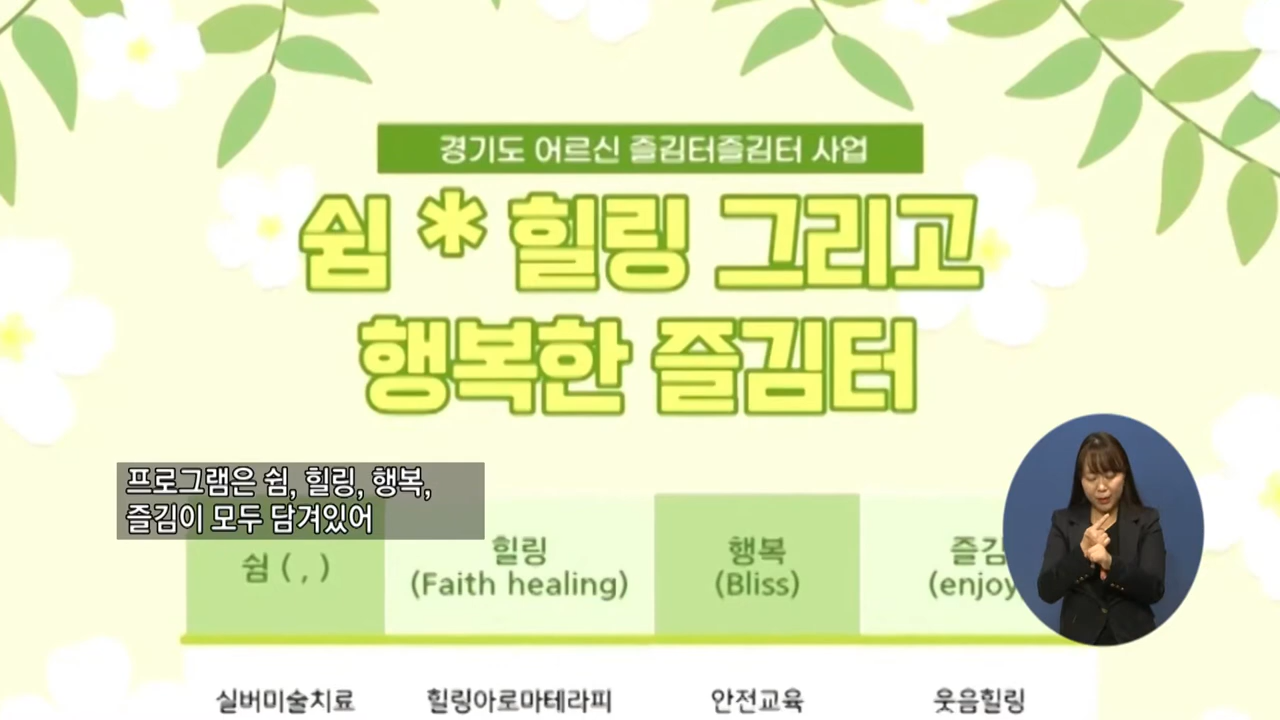 경기도 어르신 즐김터즐김터 사업
쉼 * 힐링 그리고
행복한 즐김터
프로그램은 쉼, 힐링, 행복,
즐김이 모두 담겨있어
쉼 ( , )
힐링
(Faith healing)
행복
(Bliss)
즐김
(enjoy
실버미술치료
힐링아로마테라피
안전교육
웃음힐링